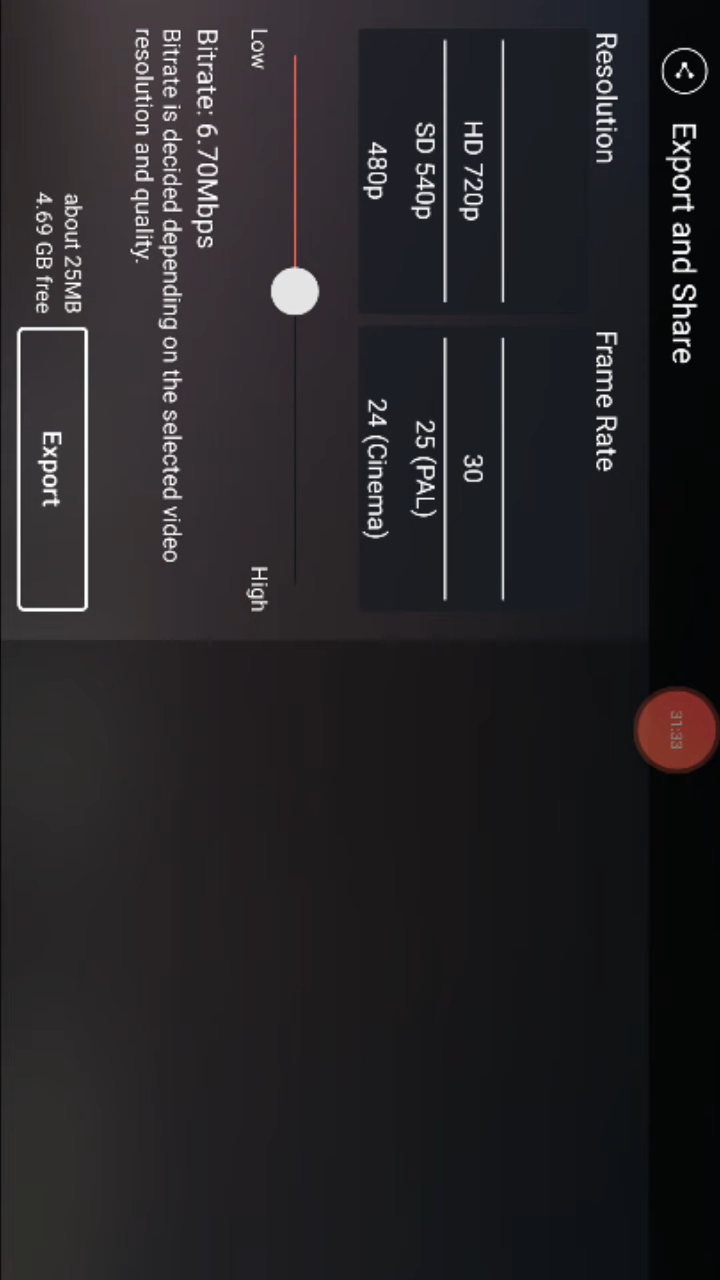 Export and Share
Resolution
HD 720p
SD 540p
480p
Frame Rate
30
25 (PAL)
24 (Cinema)
Low
High
Bitrate: 6.70Mbps
Bitrate is decided depending on the selected video
resolution and quality.
about 25MB
4.69 GB free
Export
31:33